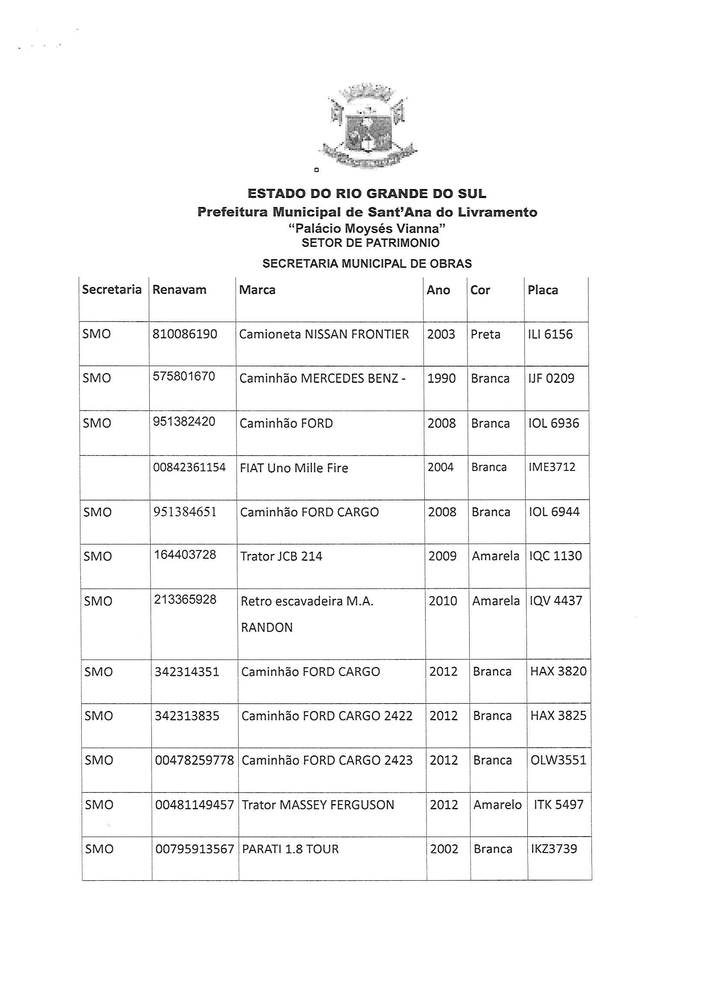 ESTADO DO RIO GRANDE DO SUL
Prefeitura Municipal de Sant'Ana do Livramento
“Palácio Moysés Vianna”
SETOR DE PATRIMONIO
SECRETARIA MUNICIPAL DE OBRAS
Secretaria Renavam Marca Ano Cor Placa
SMO 810086190 Camioneta NISSAN FRONTIER 2003 Preta ILI 6156
SMO 575801670 Caminhão MERCEDES BENZ - 1990 Branca IJF 0209
SMO 951382420 Caminhão FORD 2008 Branca IOL 6936
00842361154 FIAT Uno Mille Fire 2004 Branca IME3712
SMO 951384651 Caminhão FORD CARGO 2008 Branca IOL 6944
SMO 164403728 Trator JCB 214 2009 Amarela IQC 1130
SMO 213365928 Retro escavadeira M.A. 2010 Amarela IQV 4437
RANDON
SMO 342314351 Caminhão FORD CARGO 2012 Branca HAX 3820
SMO 342313835 Caminhão FORD CARGO 2422 2012 Branca HAX 3825
SMO 00478259778 Caminhão FORD CARGO 2423 2012 Branca OLW3551
SMO 00481149457 Trator MASSEY FERGUSON 2012 Amarelo ITK 5497
SMO 00795913567 PARATI 1.8 TOUR 2002 Branca IKZ3739